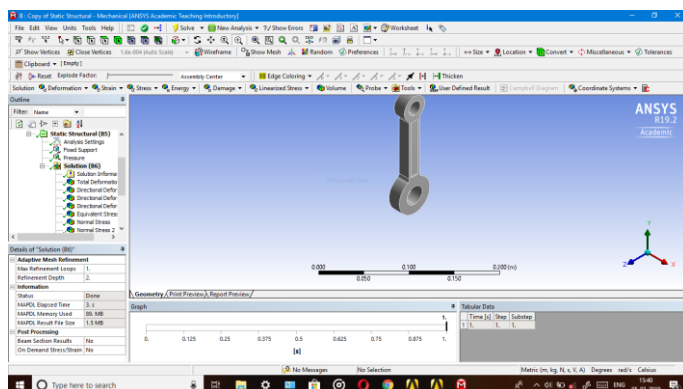 B : Copy of Static Structural - Mechanical [ANSYS Academic Teaching Introductory]
File Edit View Units Tools Help Solve New Analysis ?/ Show Errors Worksheet
Show Vertices Close Vertices 1.6e-004 (Auto Scale) Wireframe Show Mesh Random Preferences Size Location Convert Miscellaneous Tolerances
Clipboard [Empty]
Reset Explode Factor: Assembly Center Edge Coloring Thicken
Solution Deformation Strain Stress Energy Damage Linearized Stress Volume Probe Tools User Defined Result Campbell Diagram Coordinate Systems
Outline
Filter: Name
Static Structural (B5)
Analysis Settings
Fixed Support
Pressure
Solution (B6)
Solution Informa
Total Deformatio
Directional Defor
Directional Defor
Directional Defor
Equivalent Stress
Normal Stress
Normal Stress 2
ANSYS
R19.2
Academic
Y
Z
X
0.000 0.100 0.200 (m)
0.050 0.150
Details of "Solution (B6)"
Adaptive Mesh Refinement
Max Refinement Loops 1.
Refinement Depth 2.
Information
Status Done
MAPDL Elapsed Time 3. s
MAPDL Memory Used 89. MB
MAPDL Result File Size 1.5 MB
Post Processing
Beam Section Results No
On Demand Stress/Strain No
Geometry Print Preview Report Preview
Graph
1.
0. 0.125 0.25 0.375 0.5 0.625 0.75 0.875 1.
[s]
Tabular Data
Time [s] Step Substep
1 1. 1. 1.
No Messages No Selection Metric (m, kg, N, s, V, A) Degrees rad/s Celsius
Type here to search
ENG 15:40